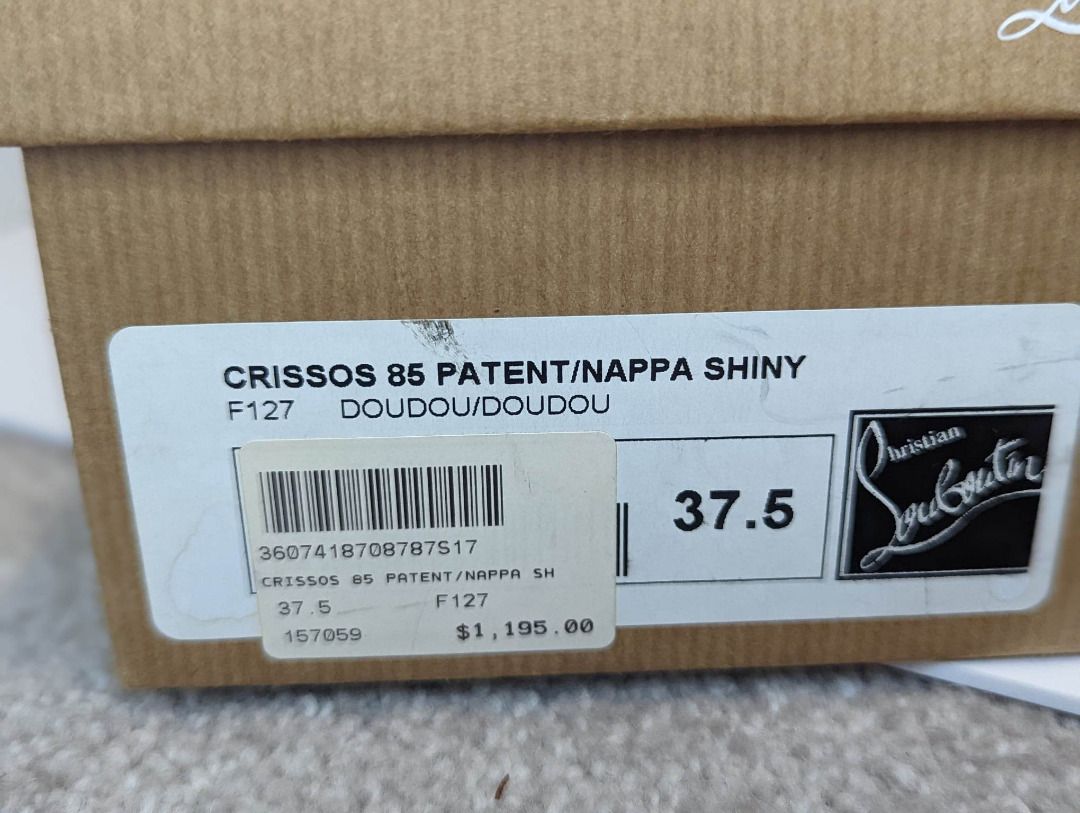 CRISSOS 85 PATENT/NAPPA SHINY
F127 DOUDOU/DOUDOU
37.5
Christian
Louboutin
3607418708787S17
CRISSOS 85 PATENT/NAPPA SH
37.5 F127
157059 $1,195.00